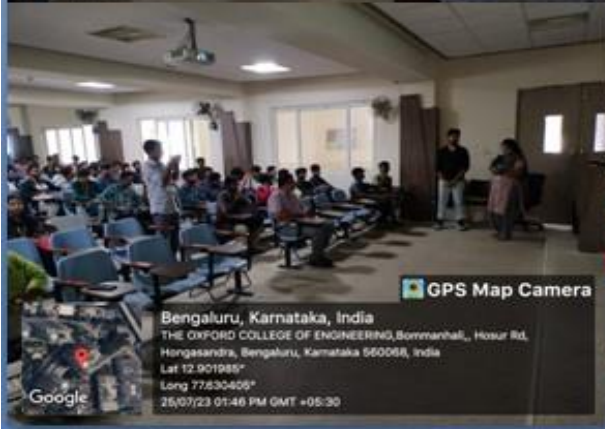 GPS Map Camera
Bengaluru, Karnataka, India
THE OXFORD COLLEGE OF ENGINEERING,Bommanhall,, Hosur Rd,
Hongasandra, Bengaluru, Karnataka 560068, India
Lat 12.901985°
Long 77.630405°
25/07/23 01:46 PM GMT +05:30
Google